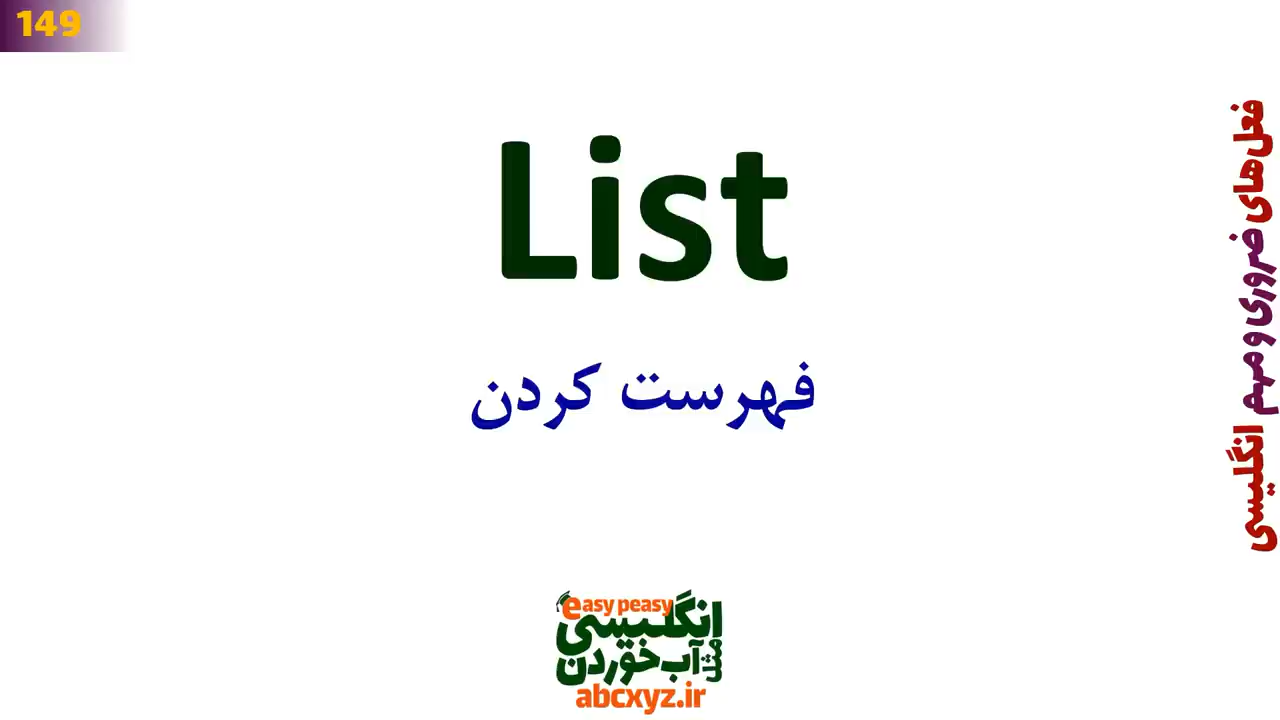 149
List
فهرست کردن
فعل‌های ضروری و مهم انگلیسی
easy peasy
انگلیسی
مثل آب خوردن
abcxyz.ir